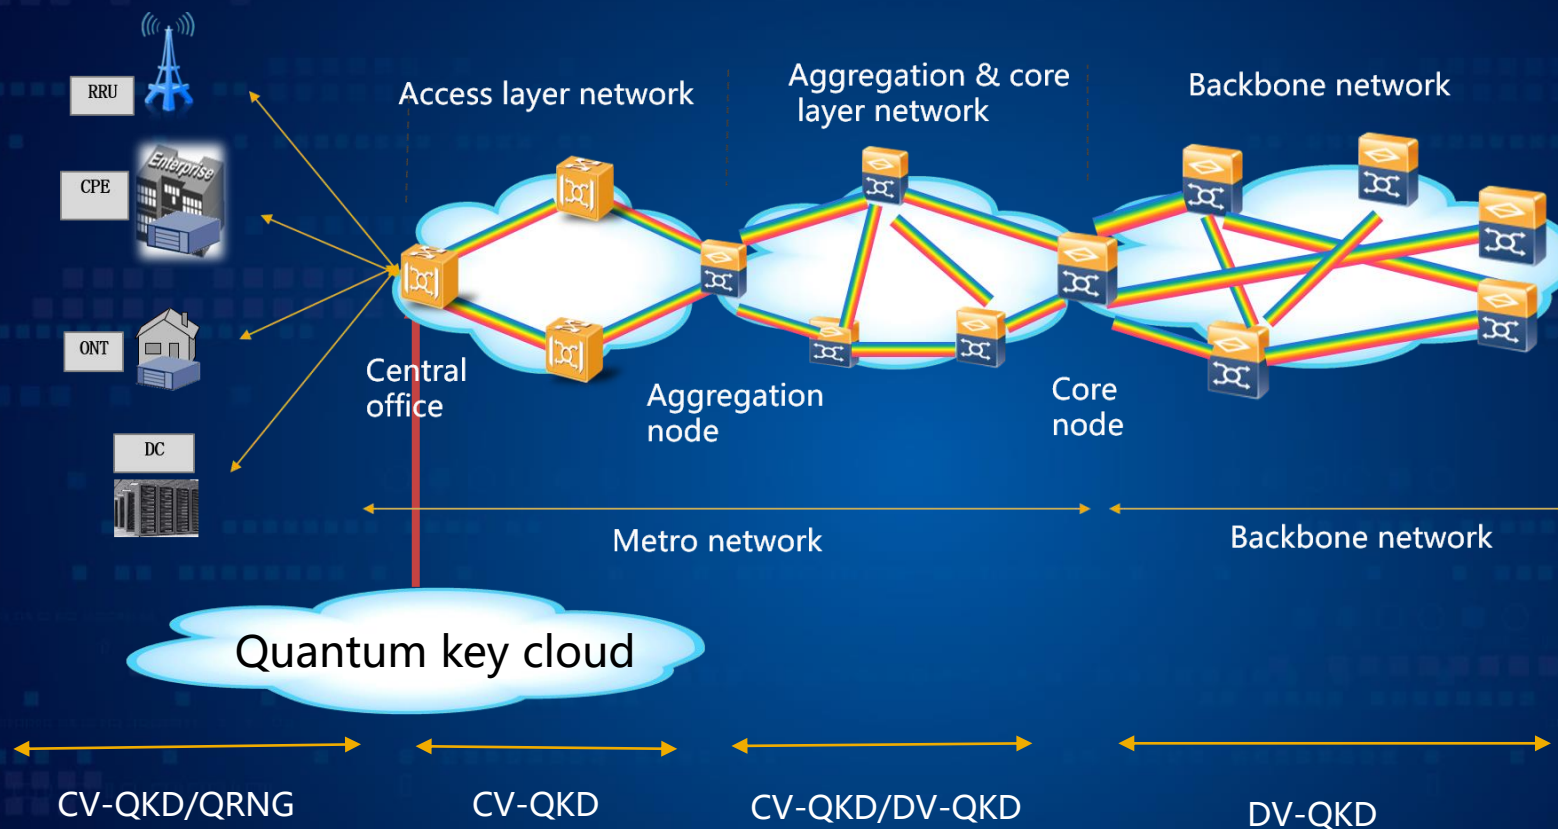 RRU
Enterprise
CPE
ONT
DC
Access layer network
Aggregation & core
layer network
Backbone network
Central
office
Aggregation
node
Core
node
Metro network
Backbone network
Quantum key cloud
CV-QKD/QRNG
CV-QKD
CV-QKD/DV-QKD
DV-QKD